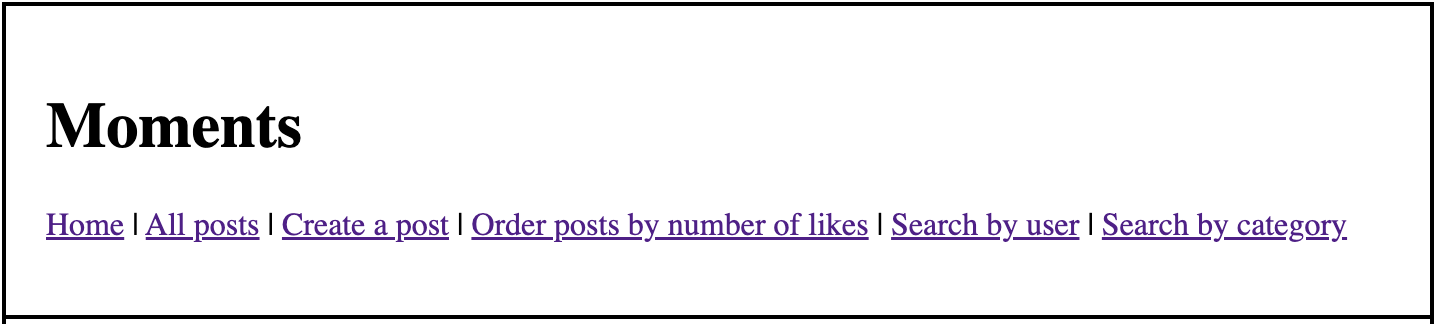 Moments
Home | All posts | Create a post | Order posts by number of likes | Search by user | Search by category